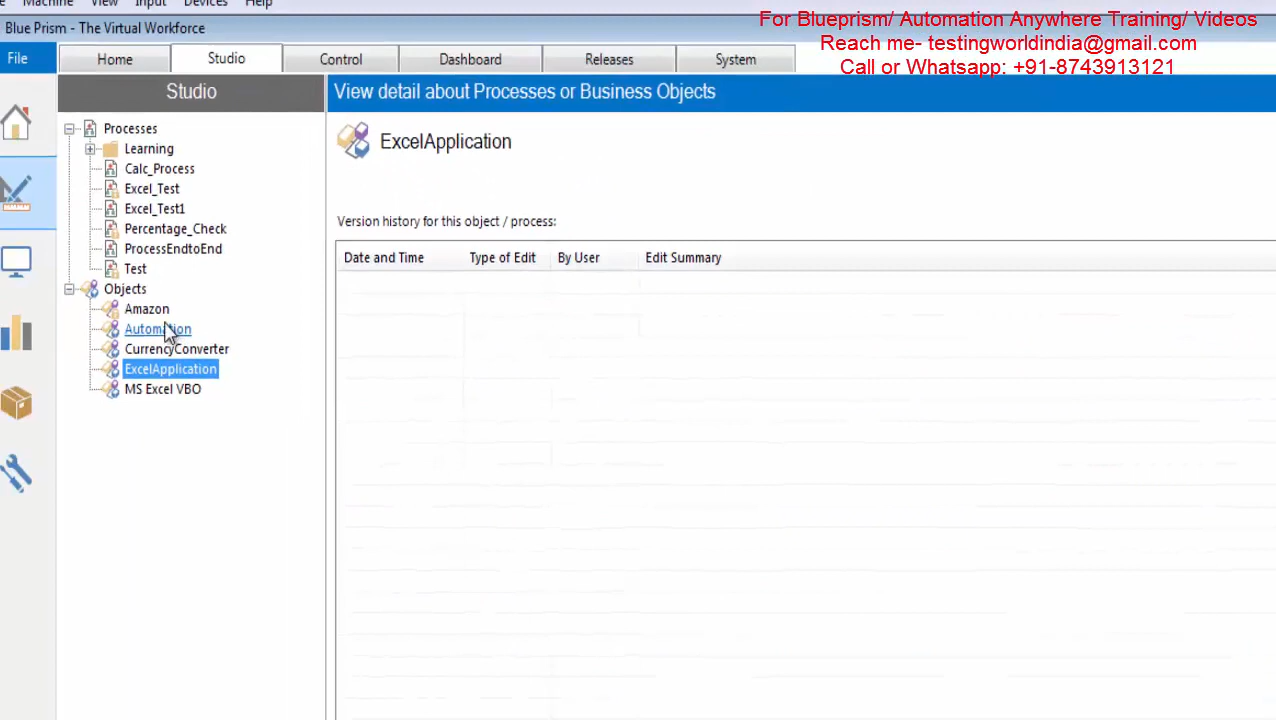 Machine View Input Devices Help
For Blueprism/ Automation Anywhere Training/ Videos
Reach me- testingworldindia@gmail.com
Call or Whatsapp: +91-8743913121
Blue Prism - The Virtual Workforce
File Home Studio Control Dashboard Releases System
Studio
View detail about Processes or Business Objects
ExcelApplication
Processes
Learning
Calc_Process
Excel_Test
Excel_Test1
Percentage_Check
ProcessEndtoEnd
Test
Objects
Amazon
Automation
CurrencyConverter
ExcelApplication
MS Excel VBO
Version history for this object / process:
Date and Time Type of Edit By User Edit Summary